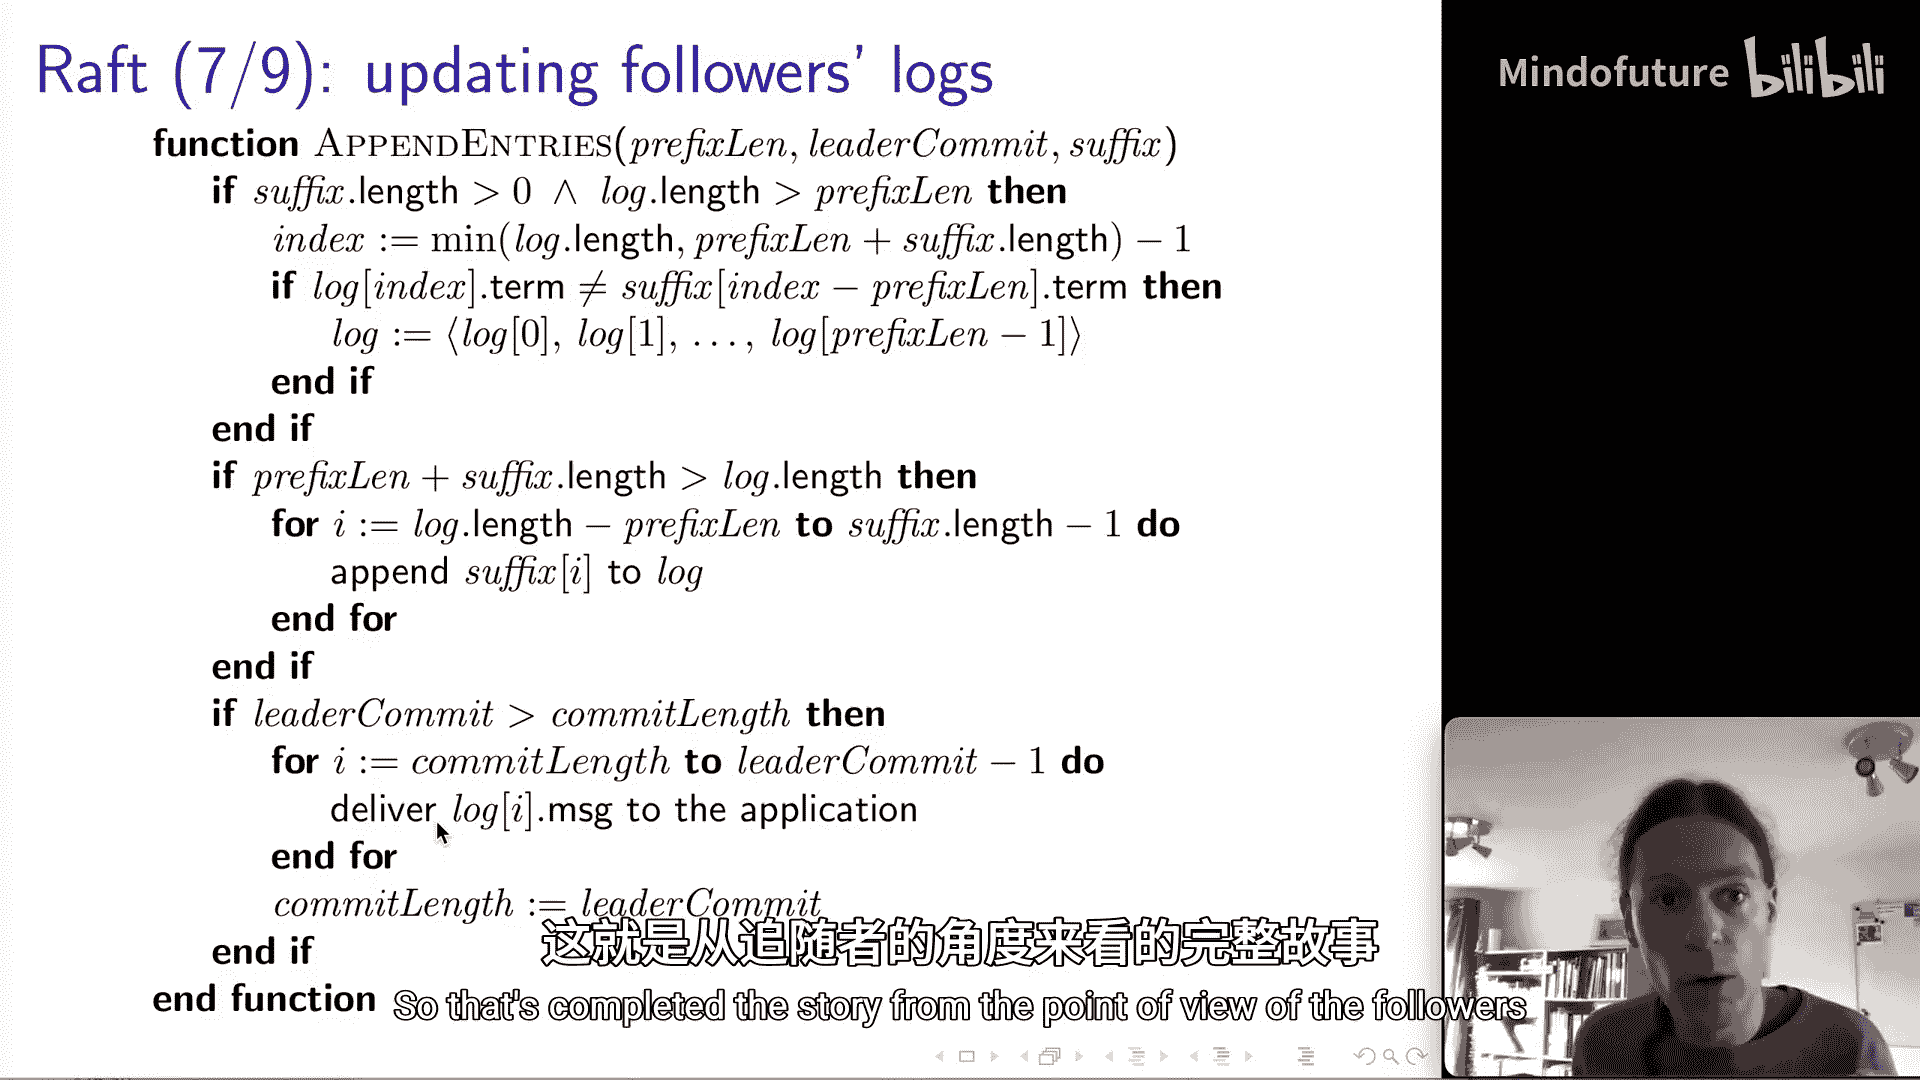 Raft (7/9): updating followers’ logs
Mindofuture bilibili
function APPENDENTRIES(prefixLen, leaderCommit, suffix)
if suffix.length > 0 ∧ log.length > prefixLen then
index := min(log.length, prefixLen + suffix.length) − 1
if log[index].term ≠ suffix[index − prefixLen].term then
log := ⟨log[0], log[1], . . . , log[prefixLen − 1]⟩
end if
end if
if prefixLen + suffix.length > log.length then
for i := log.length − prefixLen to suffix.length − 1 do
append suffix[i] to log
end for
end if
if leaderCommit > commitLength then
for i := commitLength to leaderCommit − 1 do
deliver log[i].msg to the application
end for
commitLength := leaderCommit
end if
end function
这就是从追随者的角度来看的完整故事
So that's completed the story from the point of view of the followers